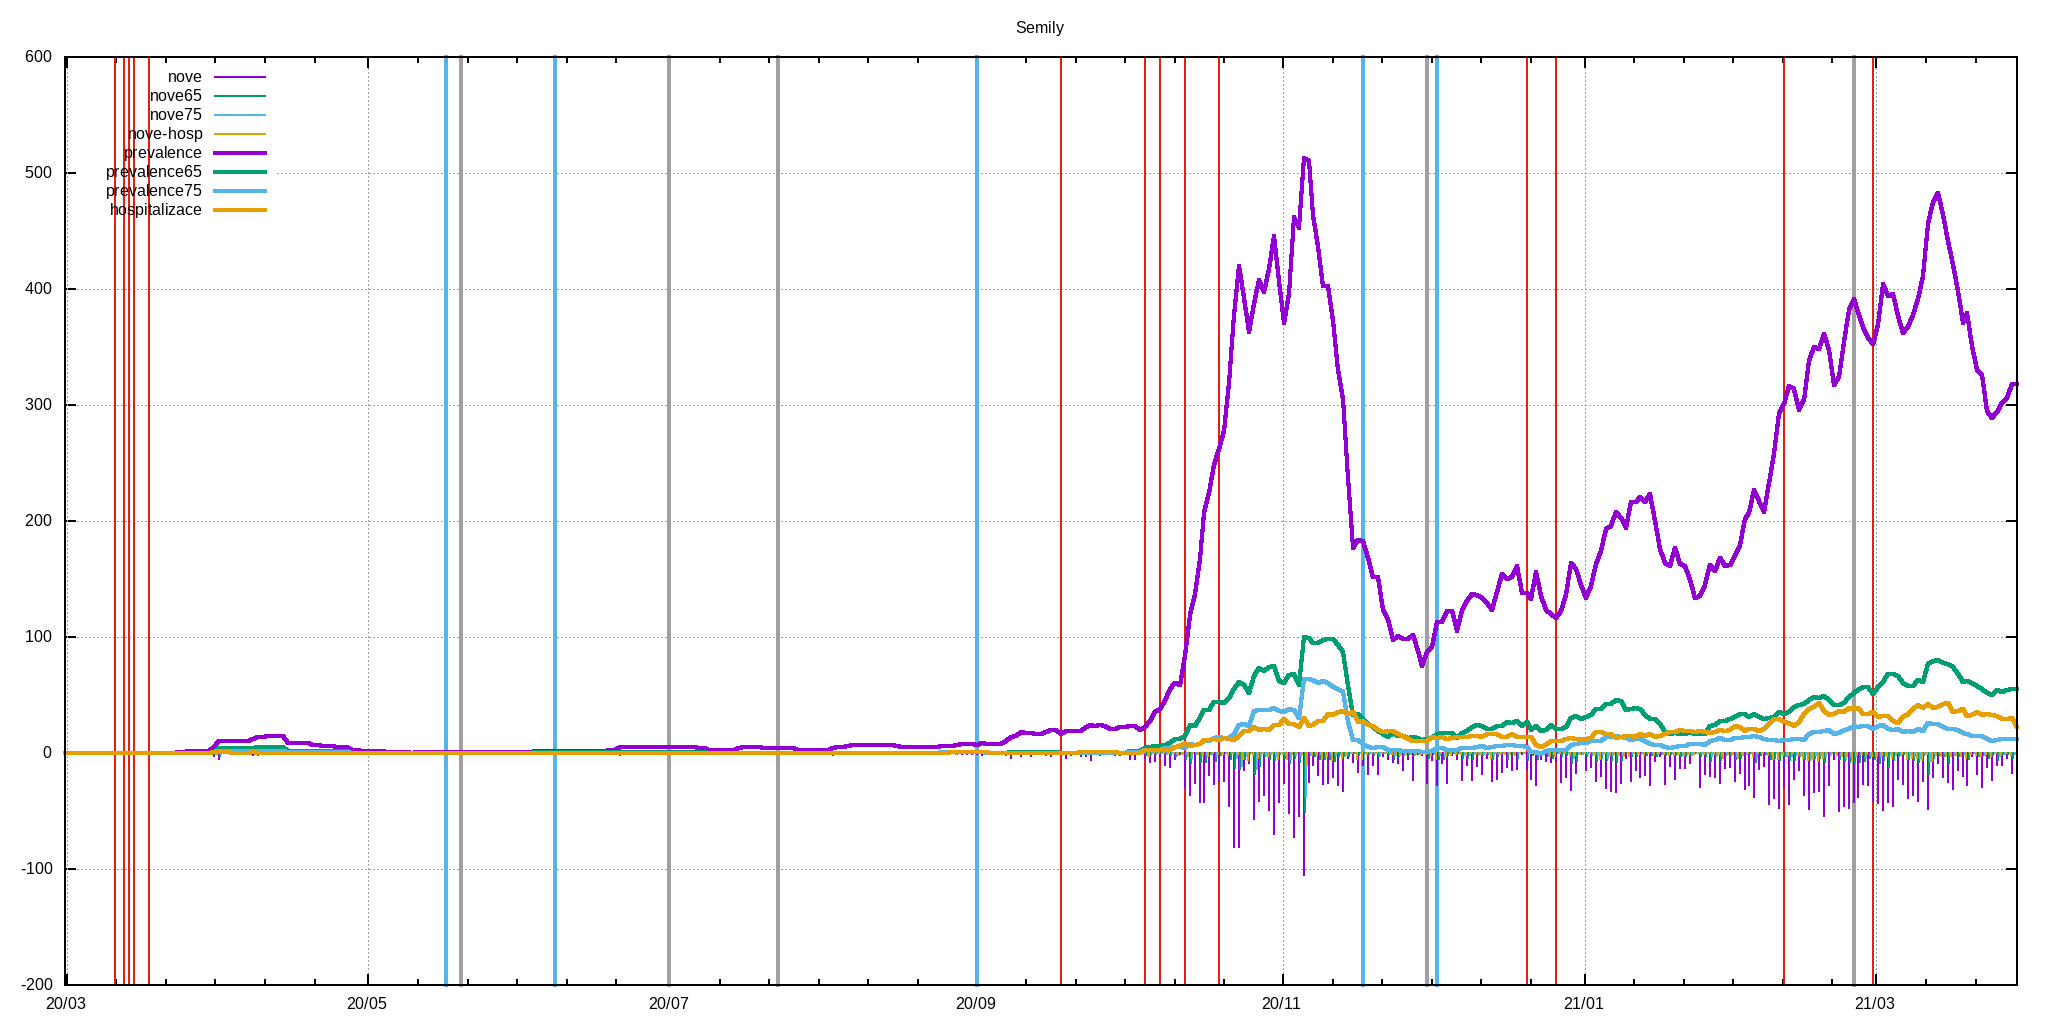 Semily
600
nove
nove65
nove75
nove-hosp
prevalence
500
prevalence65
prevalence75
hospitalizace
400
300
200
100
0
-100
-200
20/03 20/05 20/07 20/09 20/11 21/01 21/03